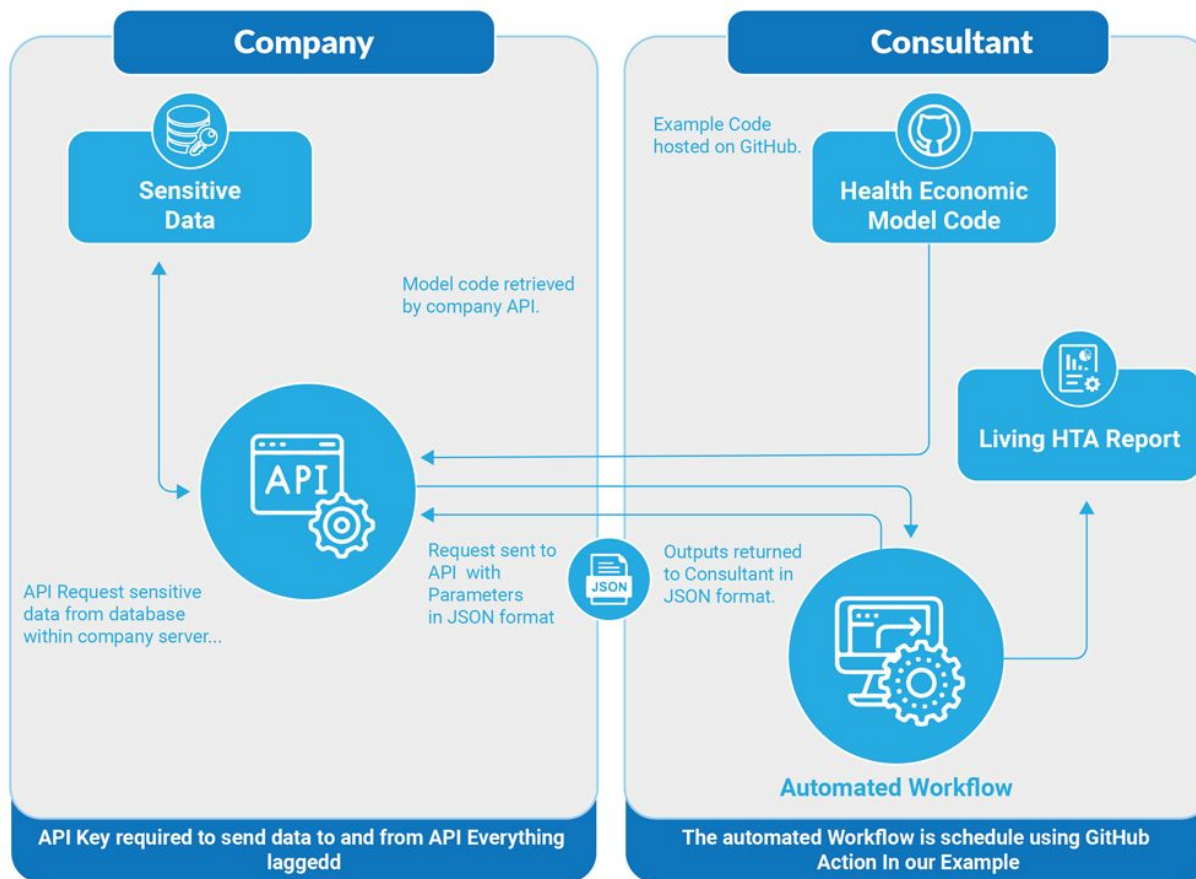 Company
Sensitive
Data
Model code retrieved
by company API.
API
API Request sensitive
data from database
within company server...
Request sent to
API with
Parameters
in JSON format
API Key required to send data to and from API Everything
laggedd
JSON
Consultant
Example Code
hosted on GitHub.
Health Economic
Model Code
Living HTA Report
Outputs returned
to Consultant in
JSON format.
Automated Workflow
The automated Workflow is schedule using GitHub
Action In our Example